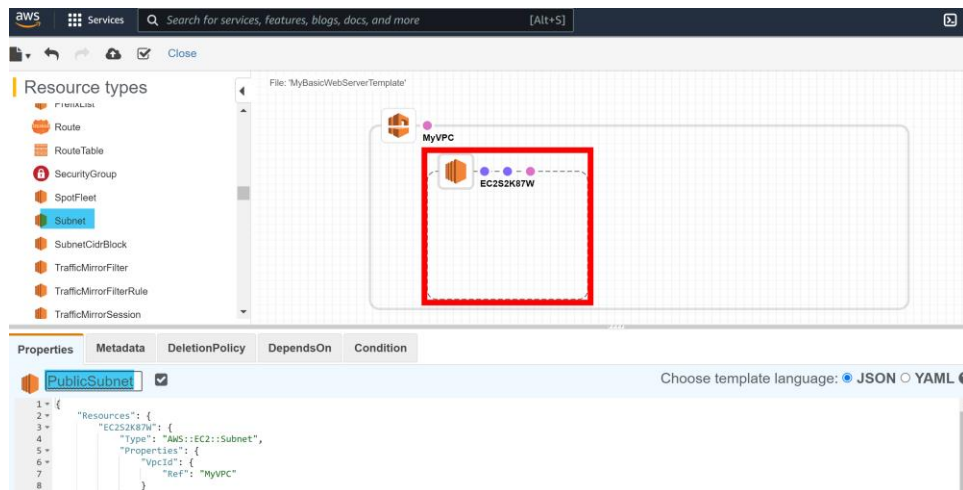 aws Services Search for services, features, blogs, docs, and more [Alt+S]
Close
Resource types
PrefixList
Route
RouteTable
SecurityGroup
SpotFleet
Subnet
SubnetCidrBlock
TrafficMirrorFilter
TrafficMirrorFilterRule
TrafficMirrorSession
File: 'MyBasicWebServerTemplate'
MyVPC
EC2S2K87W
Properties Metadata DeletionPolicy DependsOn Condition
PublicSubnet Choose template language: JSON YAML
1 {
2 "Resources": {
3 "EC2S2K87W": {
4 "Type": "AWS::EC2::Subnet",
5 "Properties": {
6 "VpcId": {
7 "Ref": "MyVPC"
8 }